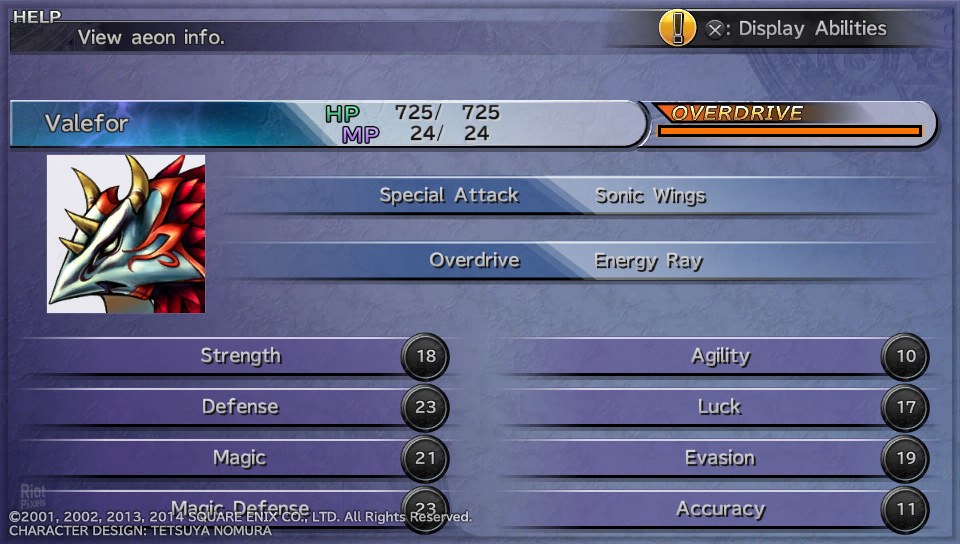 HELP
View aeon info.
! ⊗: Display Abilities
Valefor
HP 725/ 725
MP 24/ 24
OVERDRIVE
Special Attack Sonic Wings
Overdrive Energy Ray
Strength 18
Agility 10
Defense 23
Luck 17
Magic 21
Evasion 19
Magic Defense 23
Accuracy 11
Riot
Pixels
©2001, 2002, 2013, 2014 SQUARE ENIX CO., LTD. All Rights Reserved.
CHARACTER DESIGN: TETSUYA NOMURA